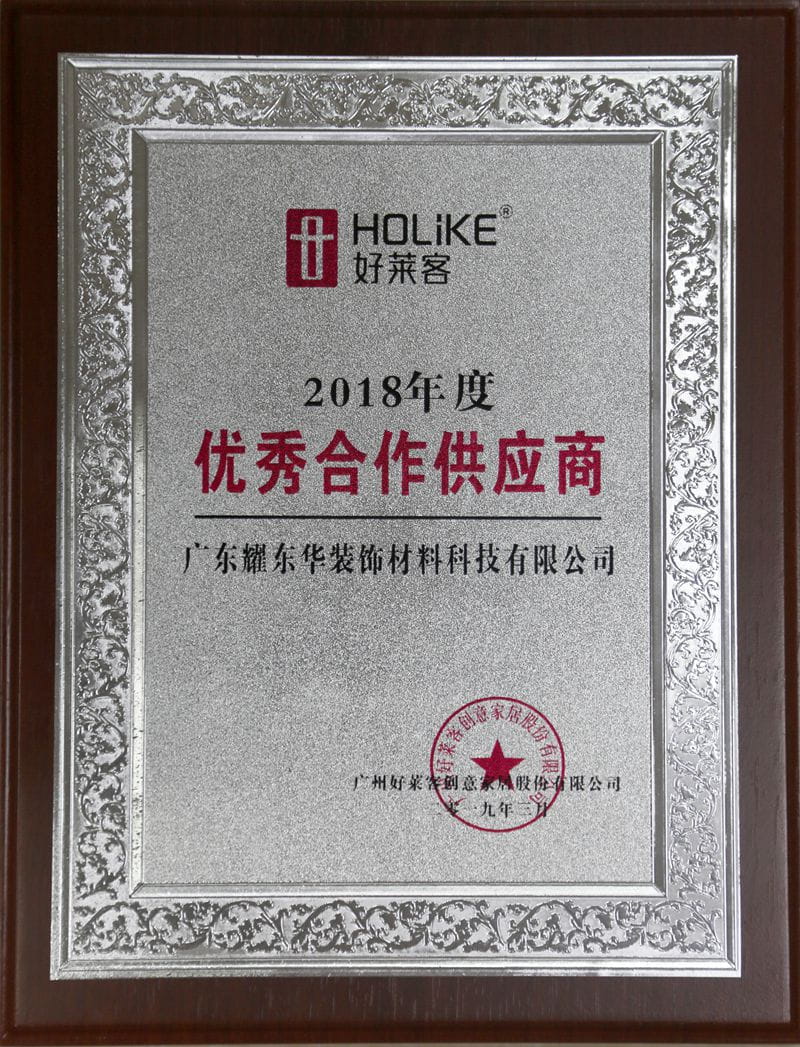 HOLiKE®
好莱客
2018年度
优秀合作供应商
广东耀东华装饰材料科技有限公司
广州好莱客创意家居股份有限公司
二零一九年三月
广州好莱客创意家居股份有限公司